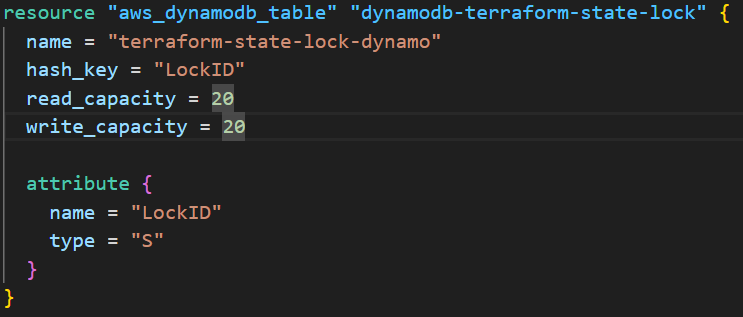 resource "aws_dynamodb_table" "dynamodb-terraform-state-lock" {
  name = "terraform-state-lock-dynamo"
  hash_key = "LockID"
  read_capacity = 20
  write_capacity = 20

  attribute {
    name = "LockID"
    type = "S"
  }
}